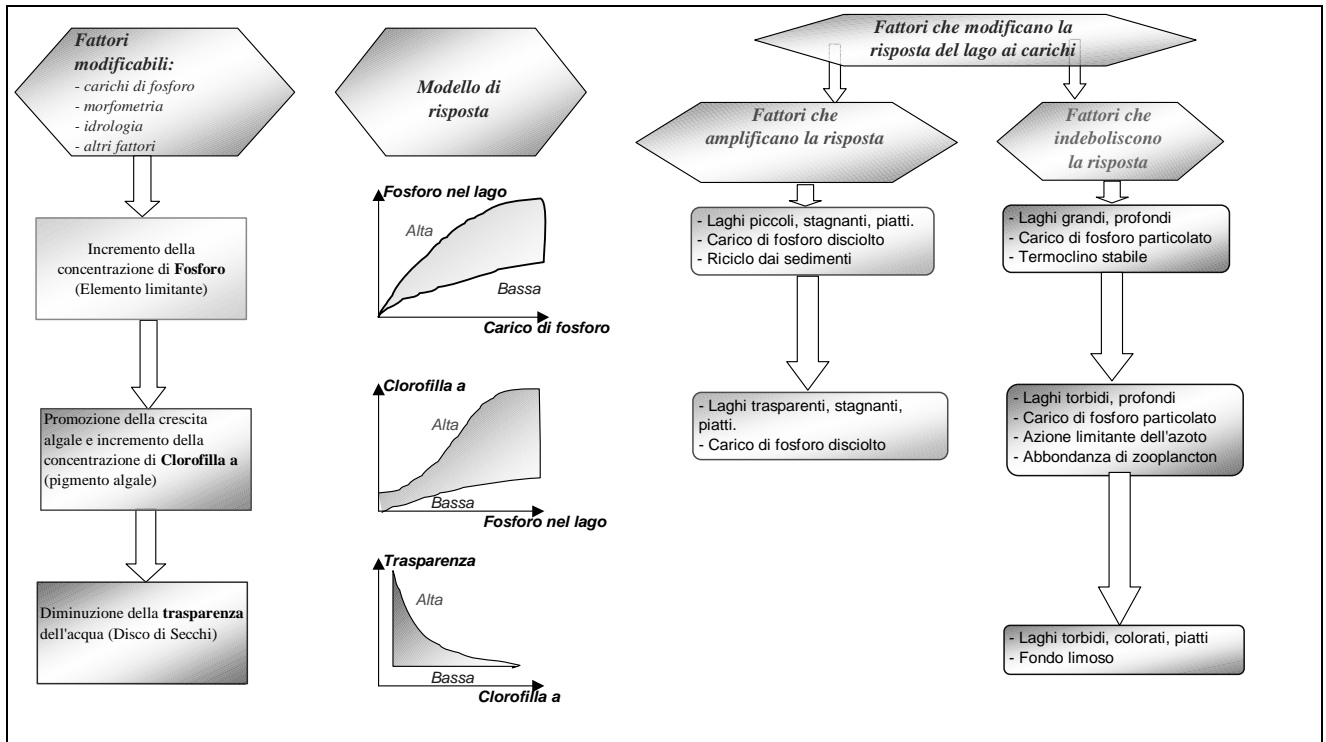 Fattori
modificabili:
- carichi di fosforo
- morfometria
- idrologia
- altri fattori
Incremento della
concentrazione di Fosforo
(Elemento limitante)
Promozione della crescita
algale e incremento della
concentrazione di Clorofilla a
(pigmento algale)
Diminuzione della trasparenza
dell'acqua (Disco di Secchi)
Modello di
risposta
Fosforo nel lago
Alta
Bassa
Carico di fosforo
Clorofilla a
Alta
Bassa
Fosforo nel lago
Trasparenza
Alta
Bassa
Clorofilla a
Fattori che modificano la
risposta del lago ai carichi
Fattori che
amplificano la risposta
- Laghi piccoli, stagnanti, piatti.
- Carico di fosforo disciolto
- Riciclo dai sedimenti
- Laghi trasparenti, stagnanti,
piatti.
- Carico di fosforo disciolto
Fattori che
indeboliscono
la risposta
- Laghi grandi, profondi
- Carico di fosforo particolato
- Termoclino stabile
- Laghi torbidi, profondi
- Carico di fosforo particolato
- Azione limitante dell'azoto
- Abbondanza di zooplancton
- Laghi torbidi, colorati, piatti
- Fondo limoso